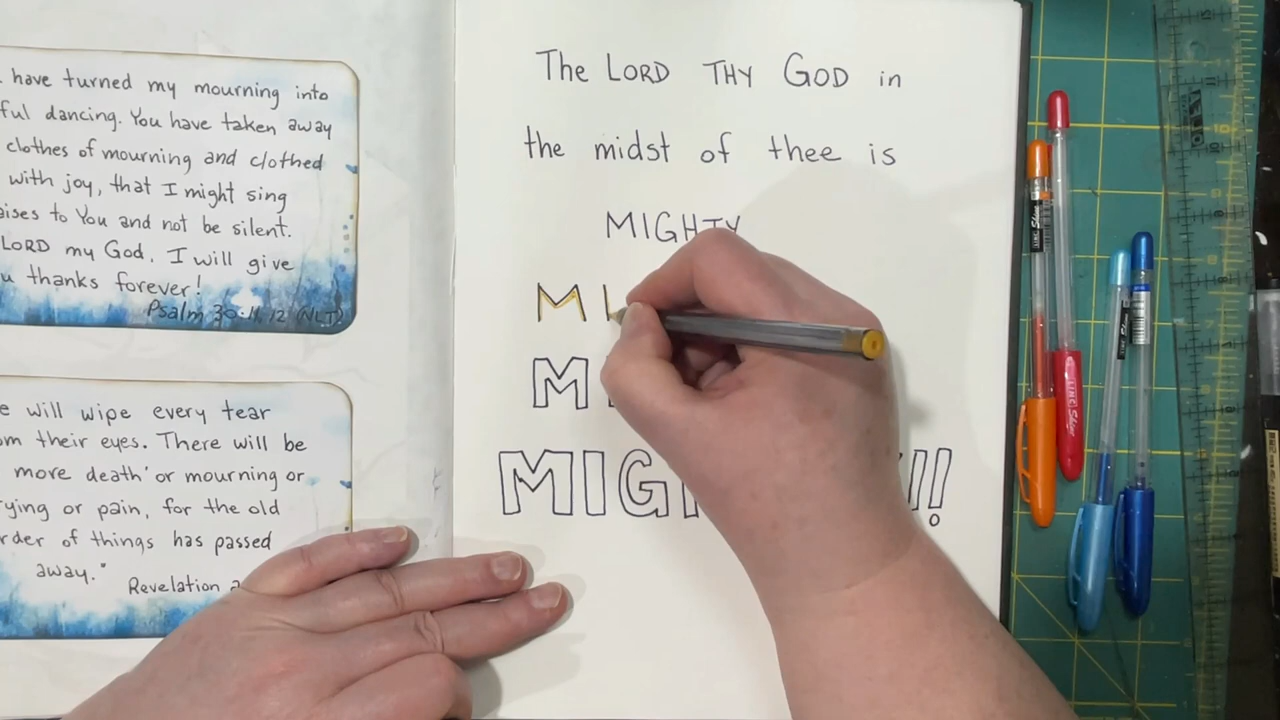 have turned my mourning into
ful dancing. You have taken away
clothes of mourning and clothed
with joy, that I might sing
aises to You and not be silent.
LORD my God, I will give
u thanks forever!
Psalm 30:11,12 (NLT)
e will wipe every tear
om their eyes. There will be
more death' or mourning or
rying or pain, for the old
rder of things has passed
away."
Revelation
The LORD THY GOD in
the midst of thee is
MIGHTY
M I
M
MIGH !!